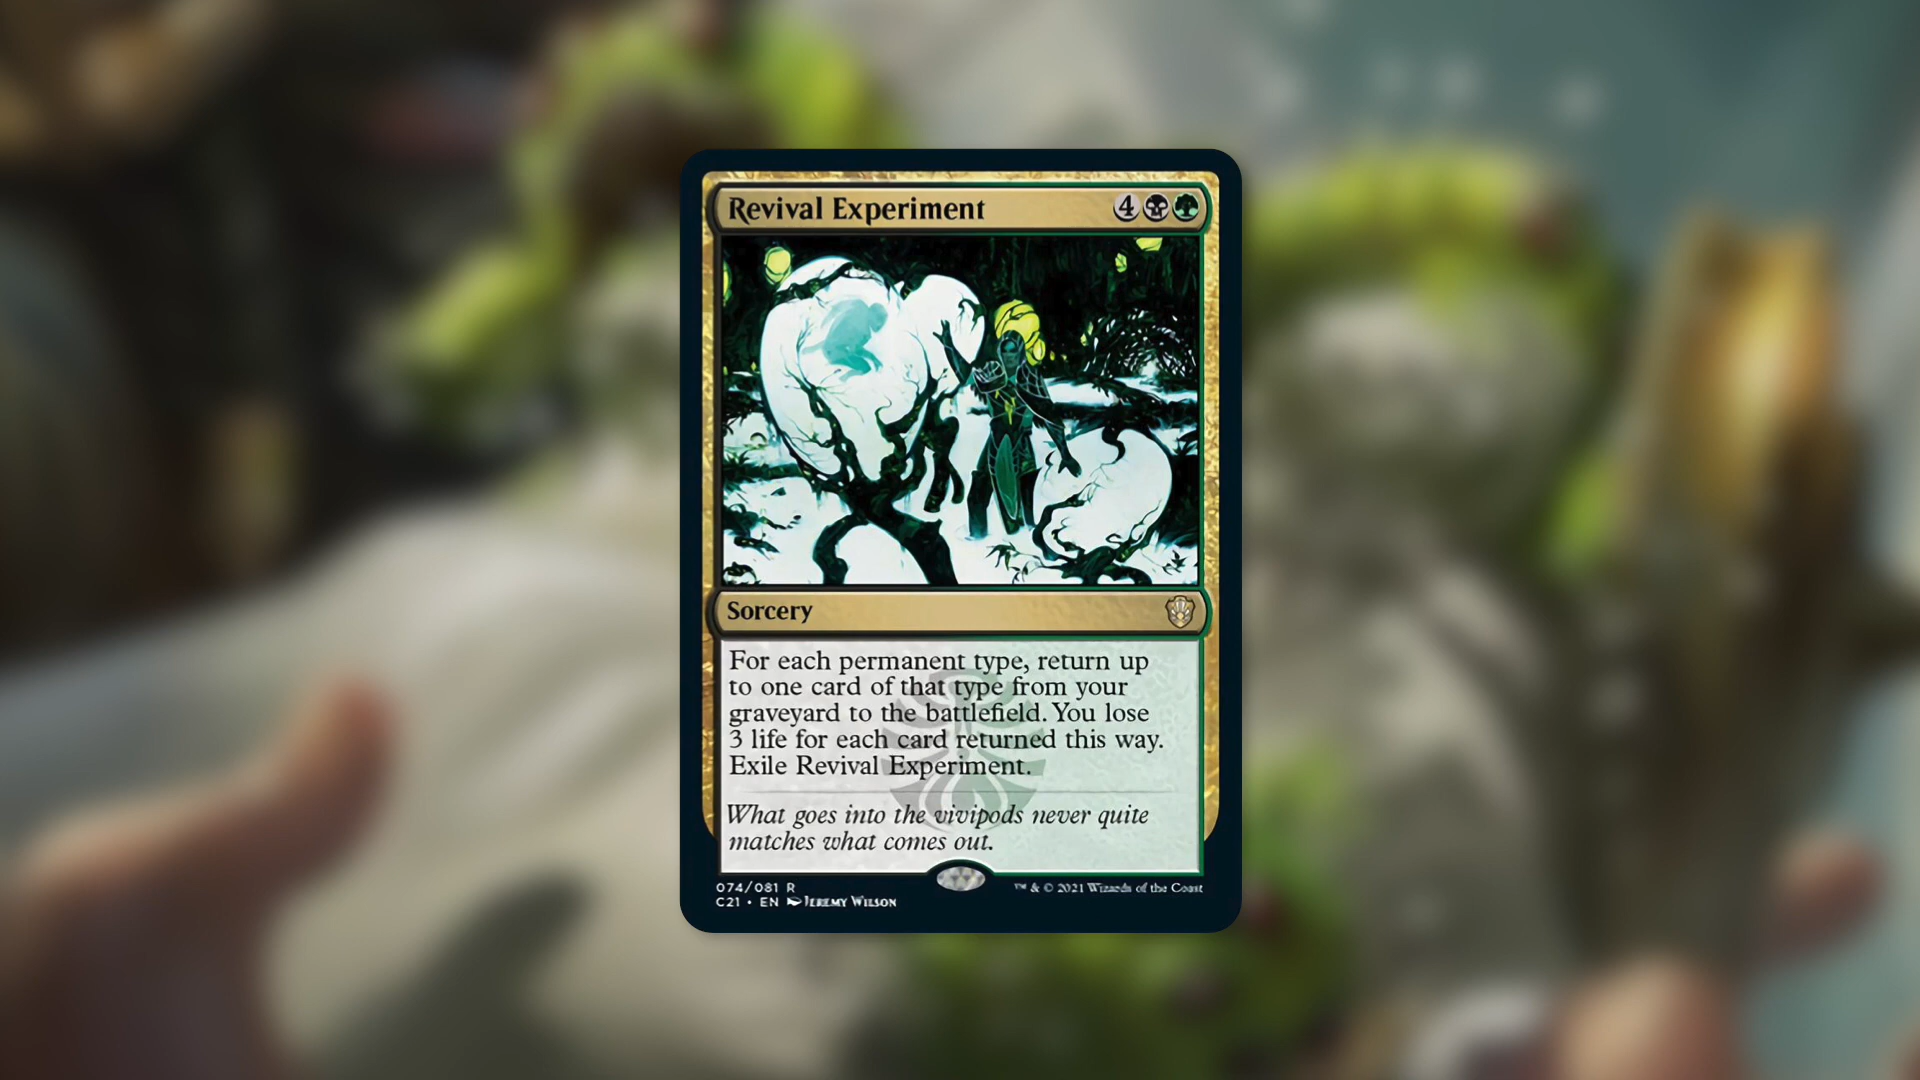 Revival Experiment 4
Sorcery
For each permanent type, return up
to one card of that type from your
graveyard to the battlefield. You lose
3 life for each card returned this way.
Exile Revival Experiment.
What goes into the vivipods never quite
matches what comes out.
074/081 R
C21 • EN Jeremy Wilson
™ & © 2021 Wizards of the Coast